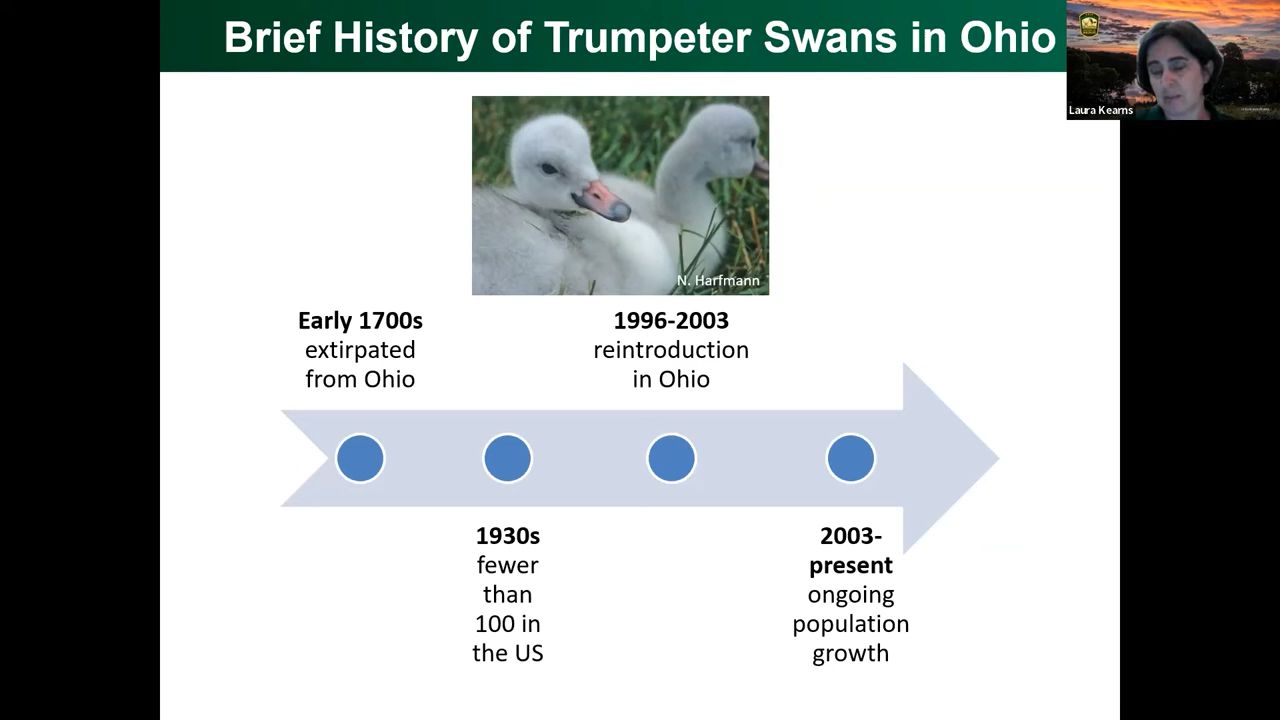 Brief History of Trumpeter Swans in Ohio
Laura Kearns
N. Harfmann
Early 1700s
extirpated
from Ohio
1996-2003
reintroduction
in Ohio
1930s
fewer
than
100 in
the US
2003-
present
ongoing
population
growth